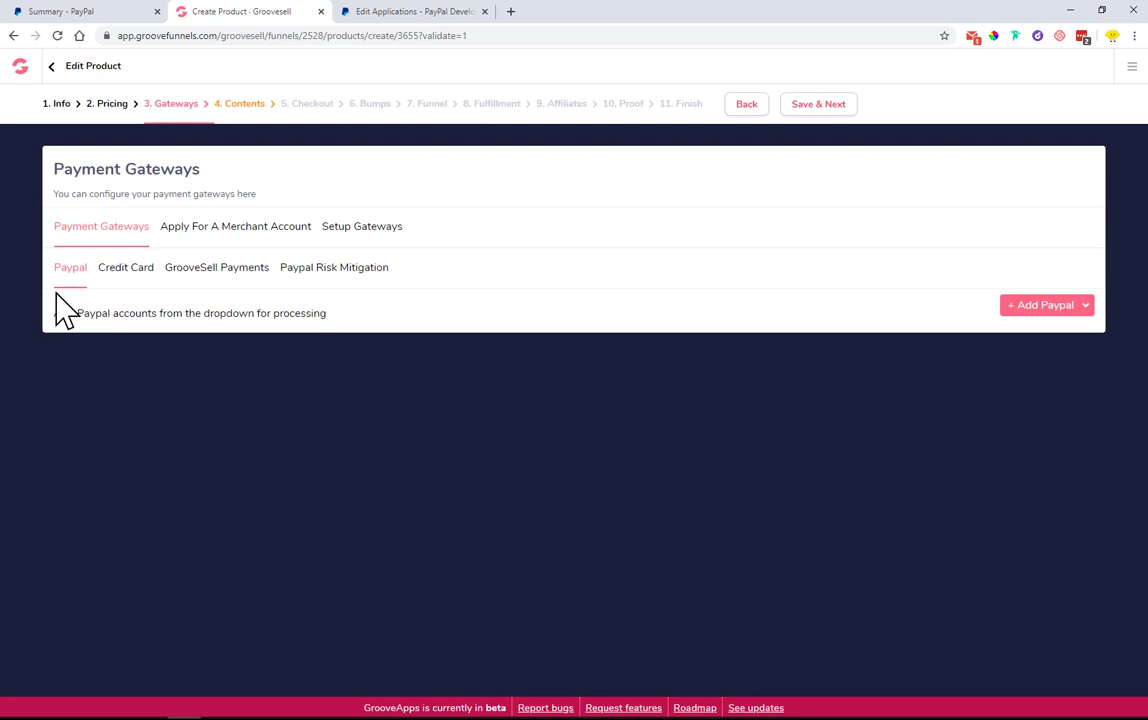 Summary - PayPal
Create Product · Groovesell
Edit Applications - PayPal Develo
app.groovefunnels.com/groovesell/funnels/2528/products/create/3655?validate=1
1
2
Edit Product
1. Info
2. Pricing
3. Gateways
4. Contents
5. Checkout
6. Bumps
7. Funnel
8. Fulfillment
9. Affiliates
10. Proof
11. Finish
Back
Save & Next
Payment Gateways
You can configure your payment gateways here
Payment Gateways
Apply For A Merchant Account
Setup Gateways
Paypal
Credit Card
GrooveSell Payments
Paypal Risk Mitigation
Paypal accounts from the dropdown for processing
+ Add Paypal
GrooveApps is currently in beta
Report bugs
Request features
Roadmap
See updates